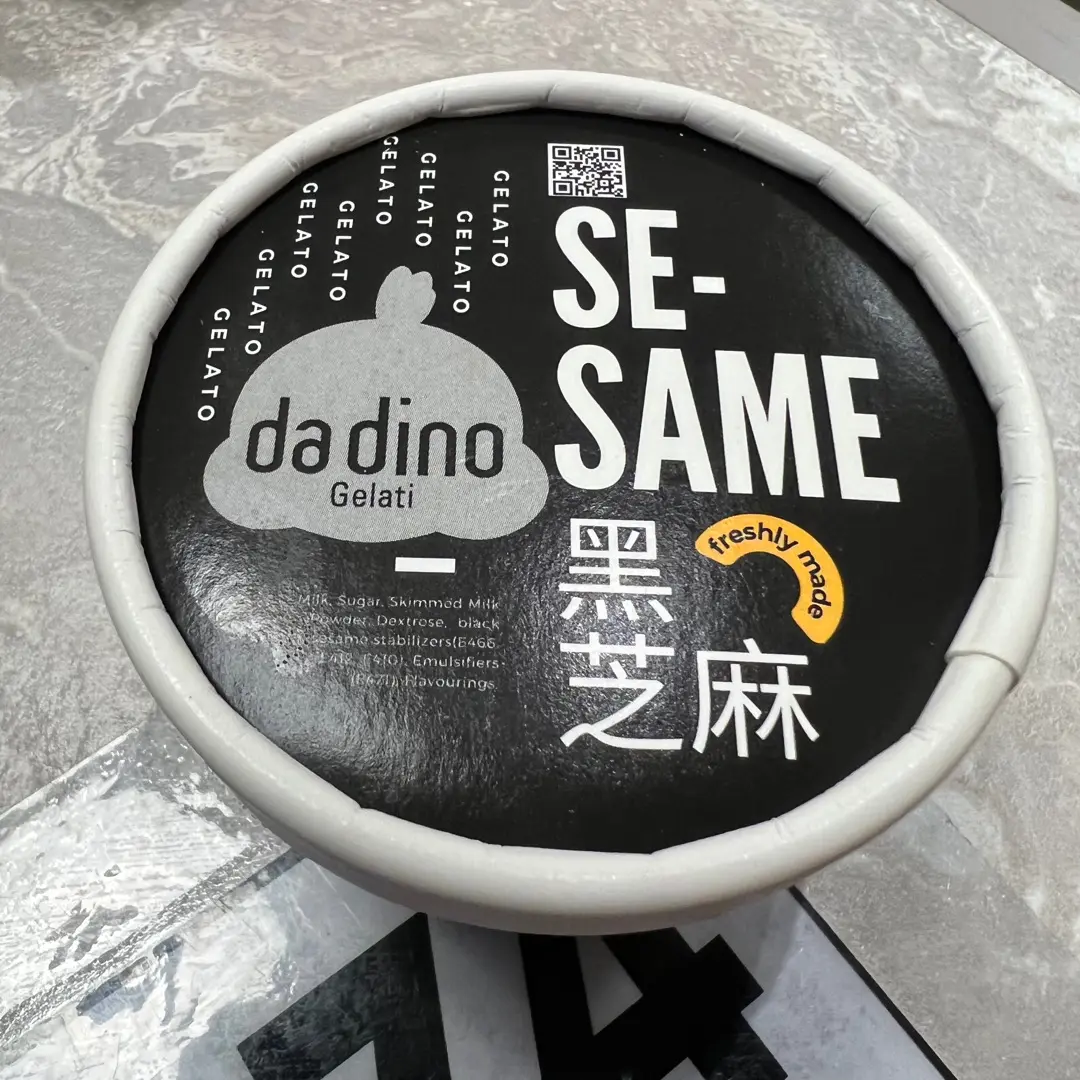 GELATO
GELATO
GELATO
GELATO
GELATO
GELATO
GELATO
GELATO
da dino
Gelati
Milk, Sugar, Skimmed Milk
Powder, Dextrose, black
sesame stabilizers(E466,
E410), Emulsifiers
(E471), Flavourings
SE-
SAME
黑
芝麻
freshly made